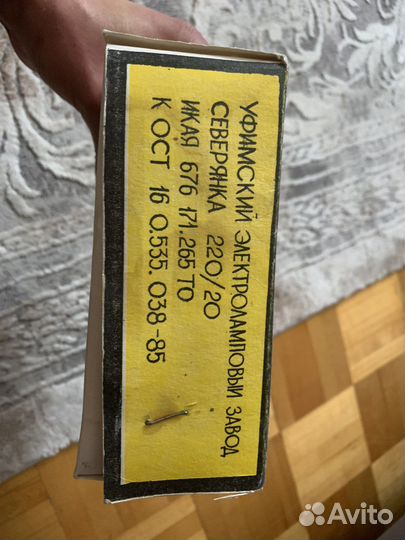 УФИМСКИЙ ЭЛЕКТРОЛАМПОВЫЙ ЗАВОД
СЕВЕРЯНКА 220/20
ИКАЯ 676 171.265 ТО
К ОСТ 16 0.535.038-85
Avito